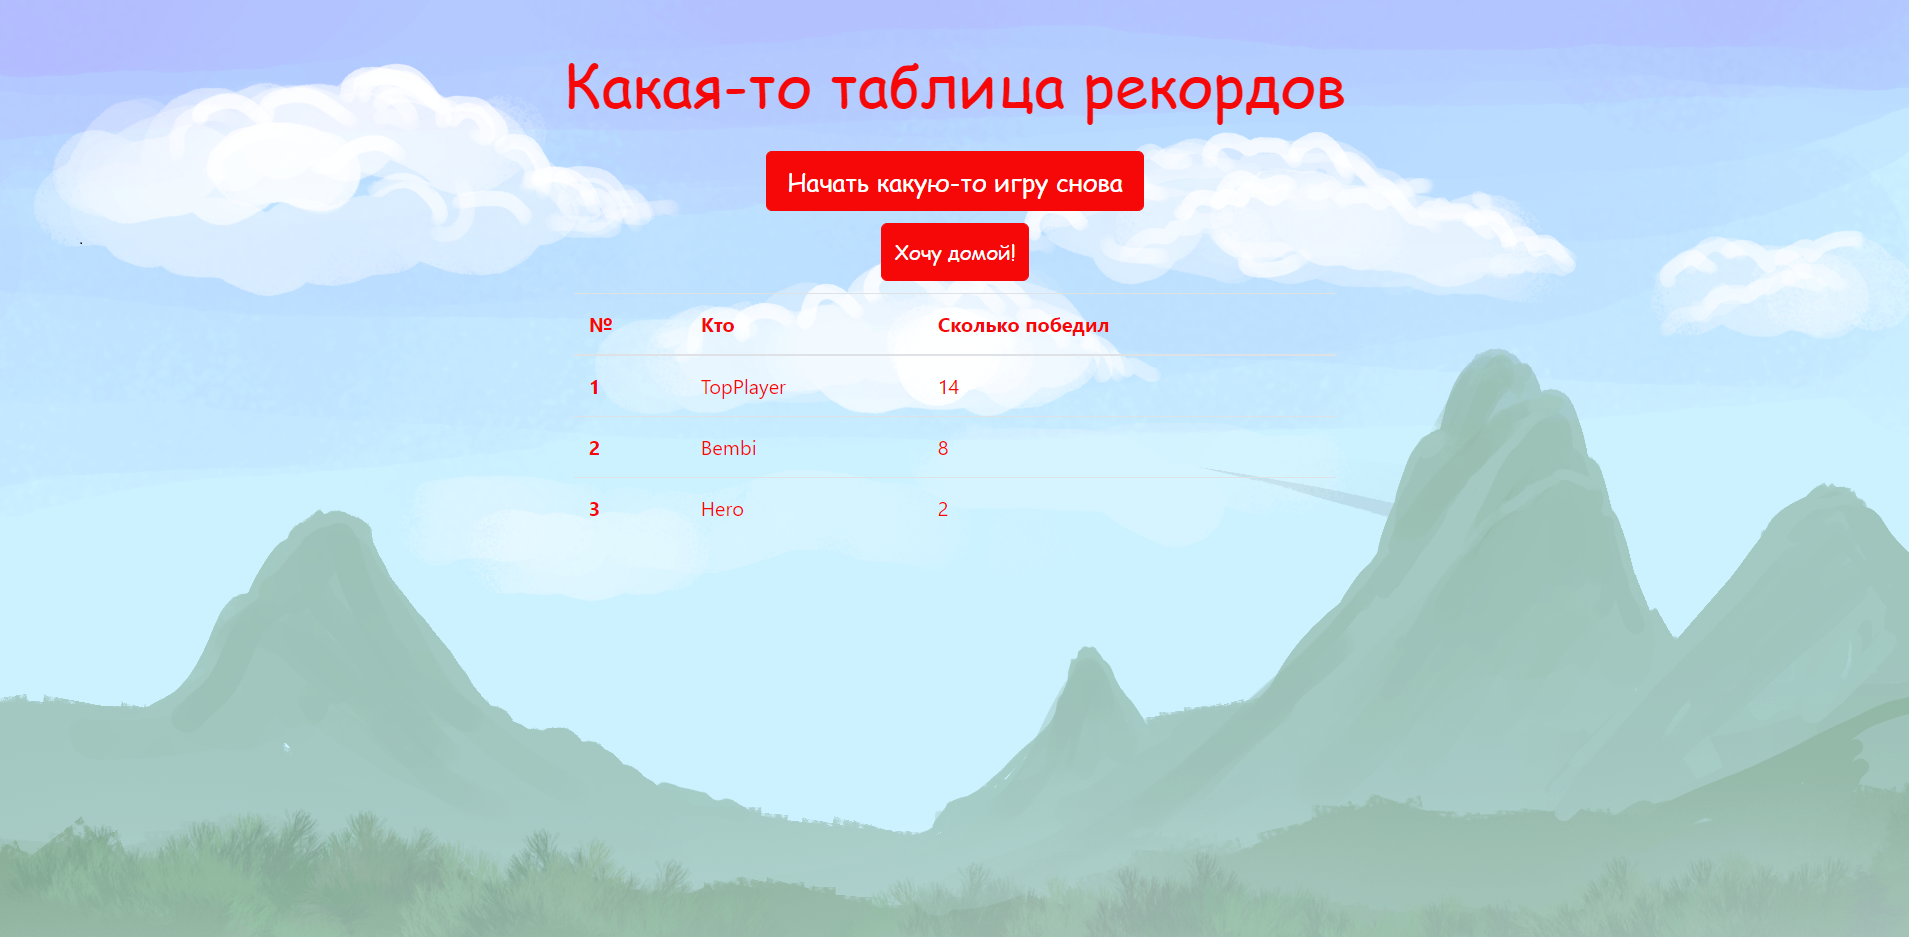 Какая-то таблица рекордов
Начать какую-то игру снова
Хочу домой!
№ Кто Сколько победил
1 TopPlayer 14
2 Bembi 8
3 Hero 2